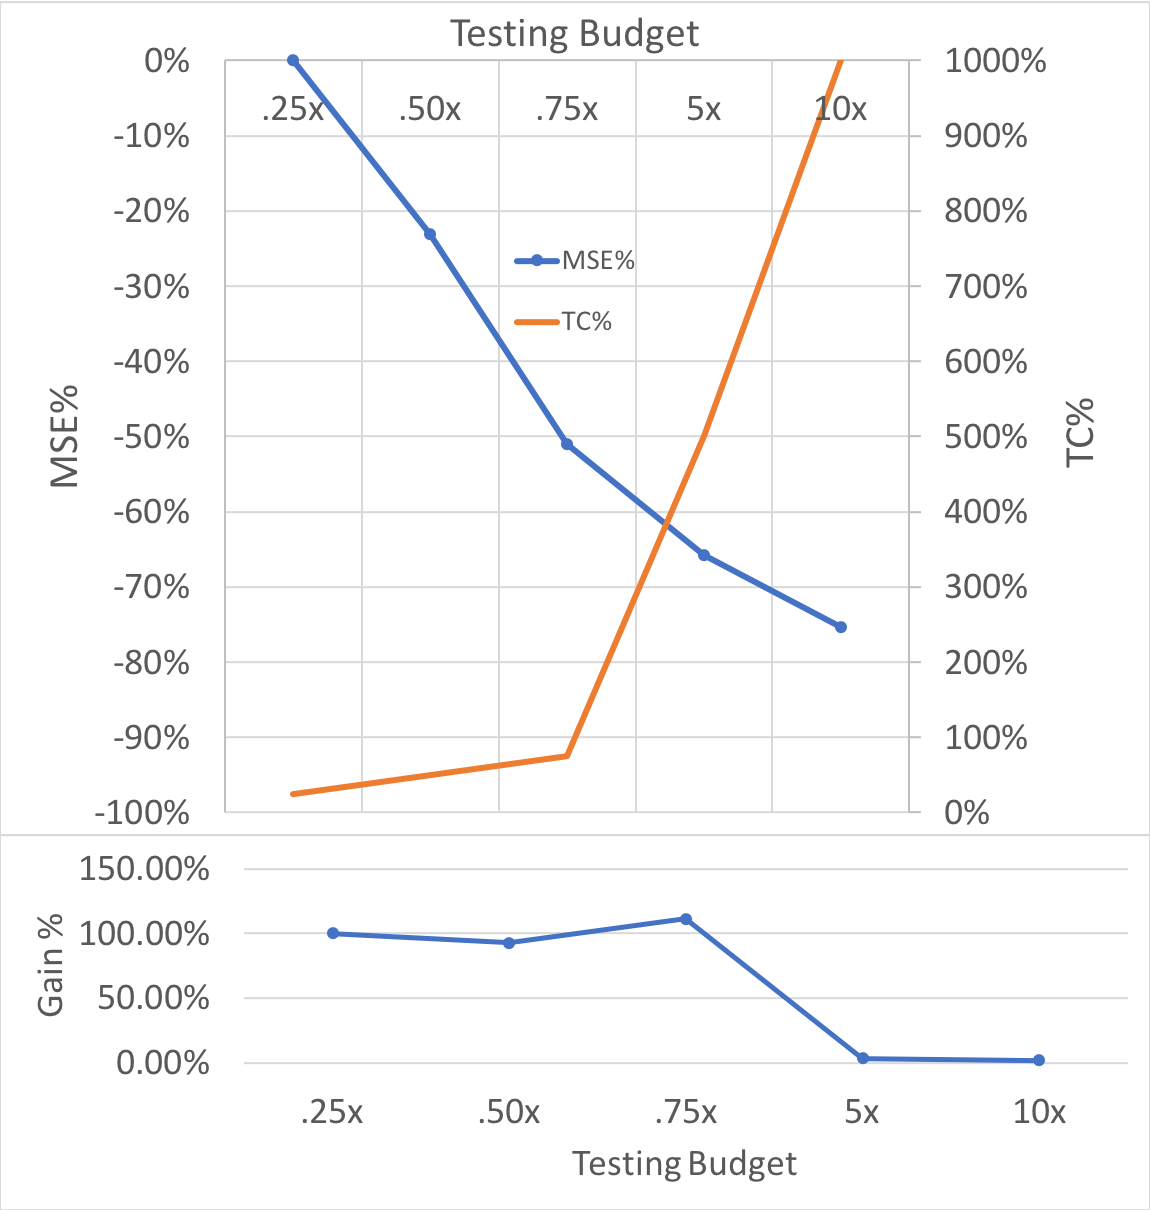 Testing Budget
0%
-10%
-20%
-30%
-40%
-50%
-60%
-70%
-80%
-90%
-100%
MSE%
.25x .50x .75x 5x 10x
MSE%
TC%
1000%
900%
800%
700%
600%
500%
400%
300%
200%
100%
0%
TC%
150.00%
100.00%
50.00%
0.00%
Gain %
.25x .50x .75x 5x 10x
Testing Budget